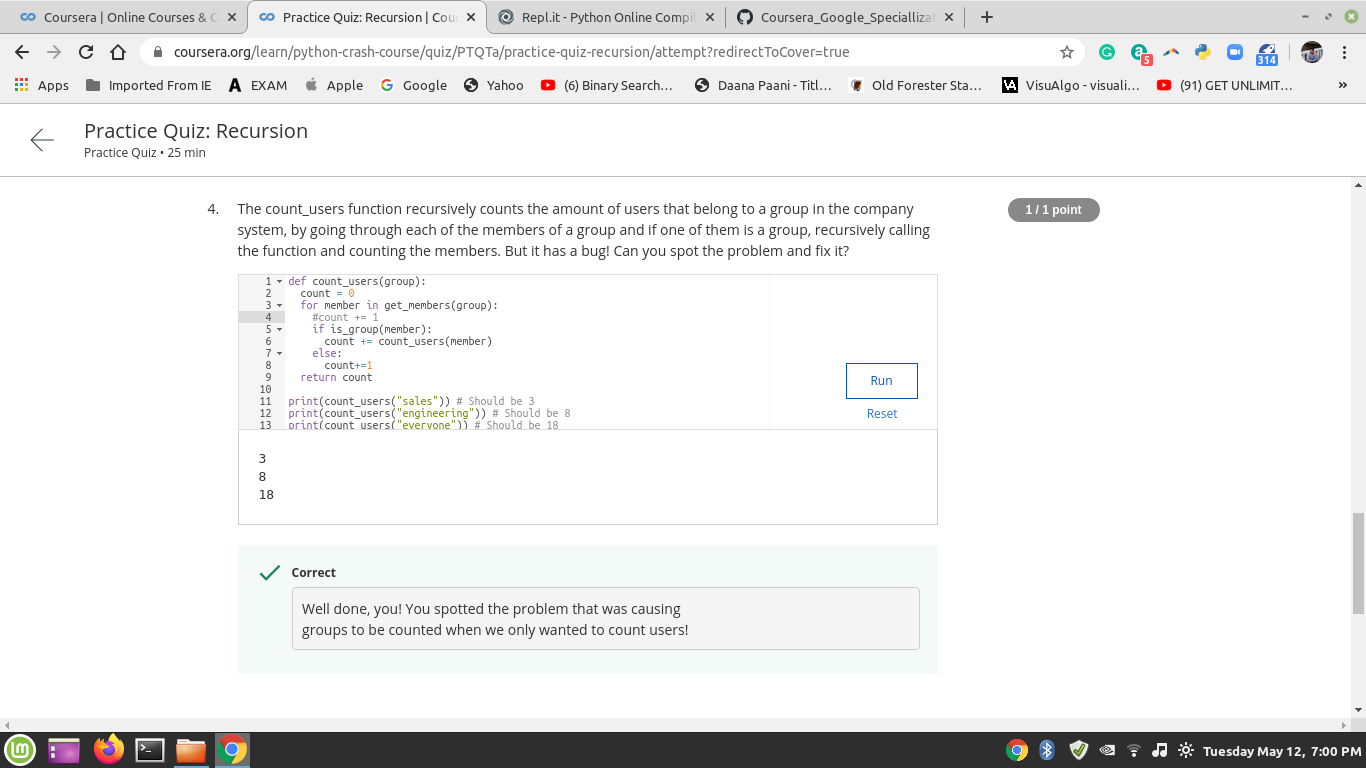 Coursera | Online Courses & C
Practice Quiz: Recursion | Cou
Repl.it - Python Online Compil
Coursera_Google_Speciallizat
coursera.org/learn/python-crash-course/quiz/PTQTa/practice-quiz-recursion/attempt?redirectToCover=true
5
314
Apps
Imported From IE
EXAM
Apple
Google
Yahoo
(6) Binary Search...
Daana Paani - Titl...
Old Forester Sta...
VisuAlgo - visuali...
(91) GET UNLIMIT...
»
Practice Quiz: Recursion
Practice Quiz • 25 min
4. The count_users function recursively counts the amount of users that belong to a group in the company
system, by going through each of the members of a group and if one of them is a group, recursively calling
the function and counting the members. But it has a bug! Can you spot the problem and fix it?
1 / 1 point
1 def count_users(group):
2   count = 0
3   for member in get_members(group):
4     #count += 1
5     if is_group(member):
6       count += count_users(member)
7     else:
8       count+=1
9   return count
10
11 print(count_users("sales")) # Should be 3
12 print(count_users("engineering")) # Should be 8
13 print(count_users("everyone")) # Should be 18
Run
Reset
3
8
18
Correct
Well done, you! You spotted the problem that was causing
groups to be counted when we only wanted to count users!
Tuesday May 12, 7:00 PM